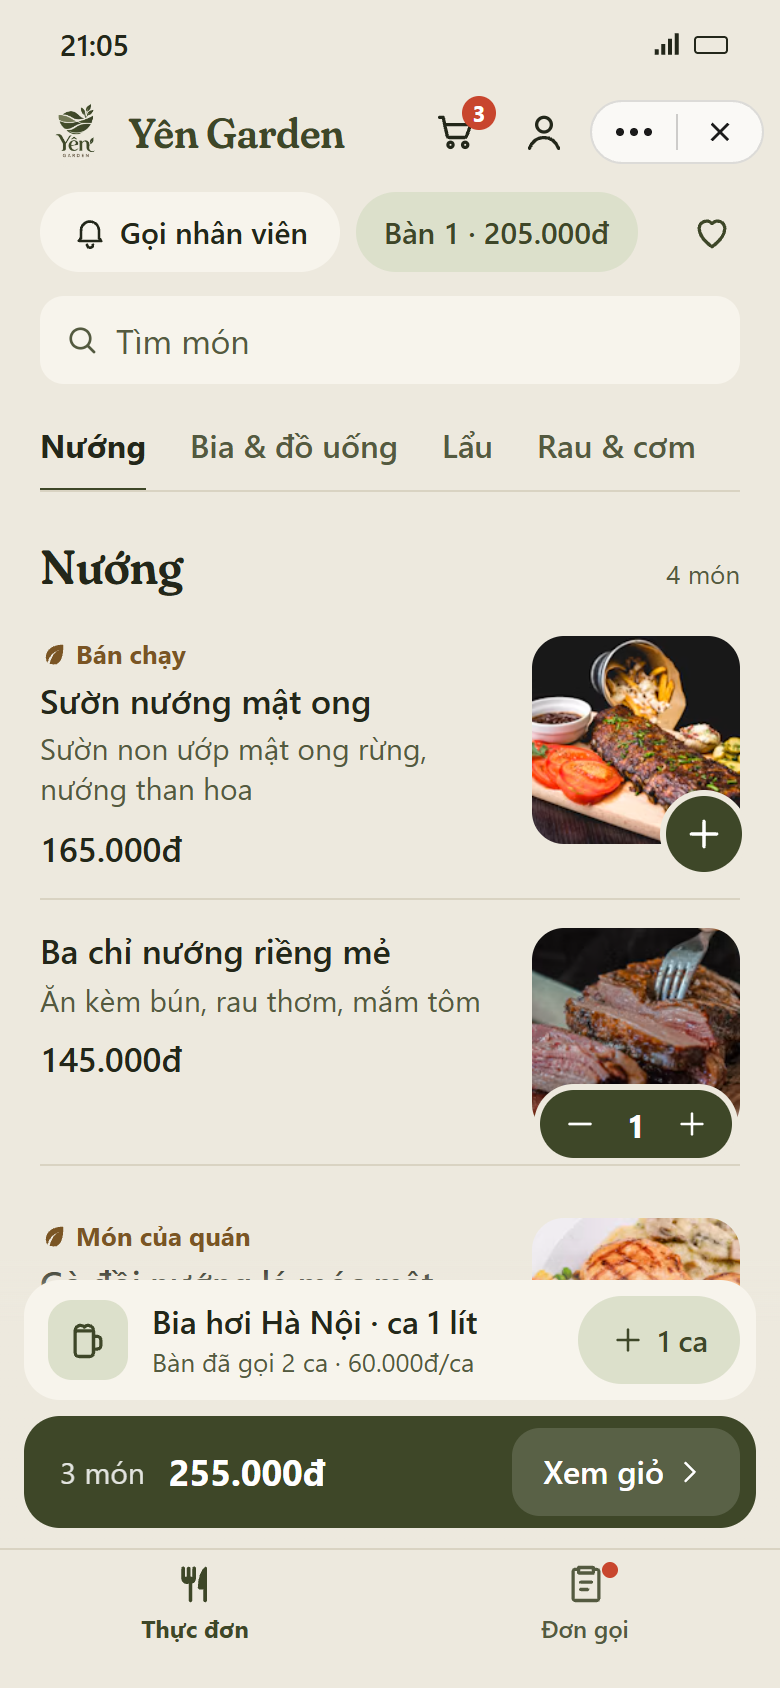 21:05
Yên
GARDEN
Yên Garden
3
Gọi nhân viên
Bàn 1 · 205.000đ
Tìm món
Nướng
Bia & đồ uống
Lẩu
Rau & cơm
Nướng
4 món
Bán chạy
Sườn nướng mật ong
Sườn non ướp mật ong rừng,
nướng than hoa
165.000đ
Ba chỉ nướng riềng mẻ
Ăn kèm bún, rau thơm, mắm tôm
145.000đ
1
Món của quán
Bia hơi Hà Nội · ca 1 lít
Bàn đã gọi 2 ca · 60.000đ/ca
1 ca
3 món 255.000đ
Xem giỏ
Thực đơn
Đơn gọi